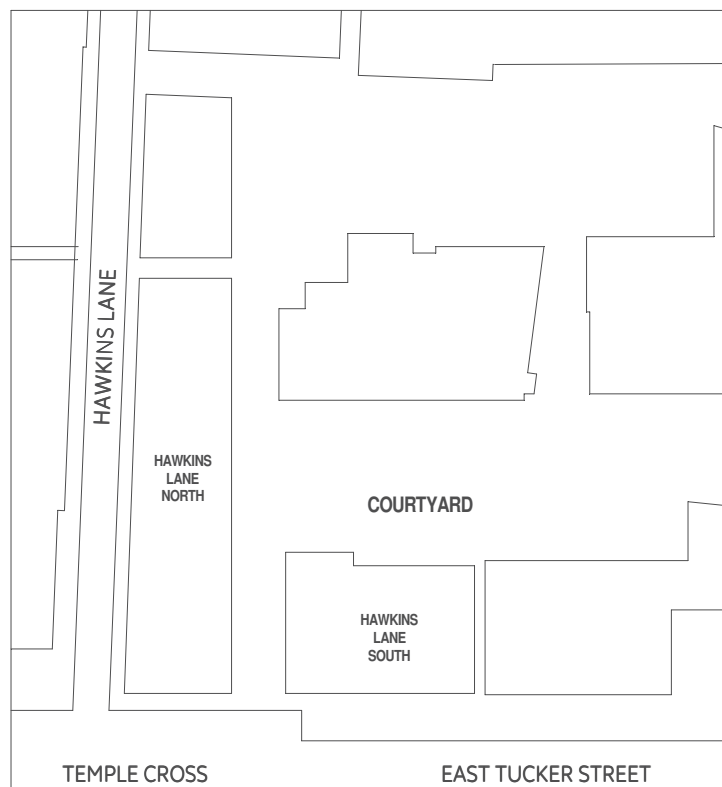 HAWKINS LANE
HAWKINS
LANE
NORTH
COURTYARD
HAWKINS
LANE
SOUTH
TEMPLE CROSS
EAST TUCKER STREET